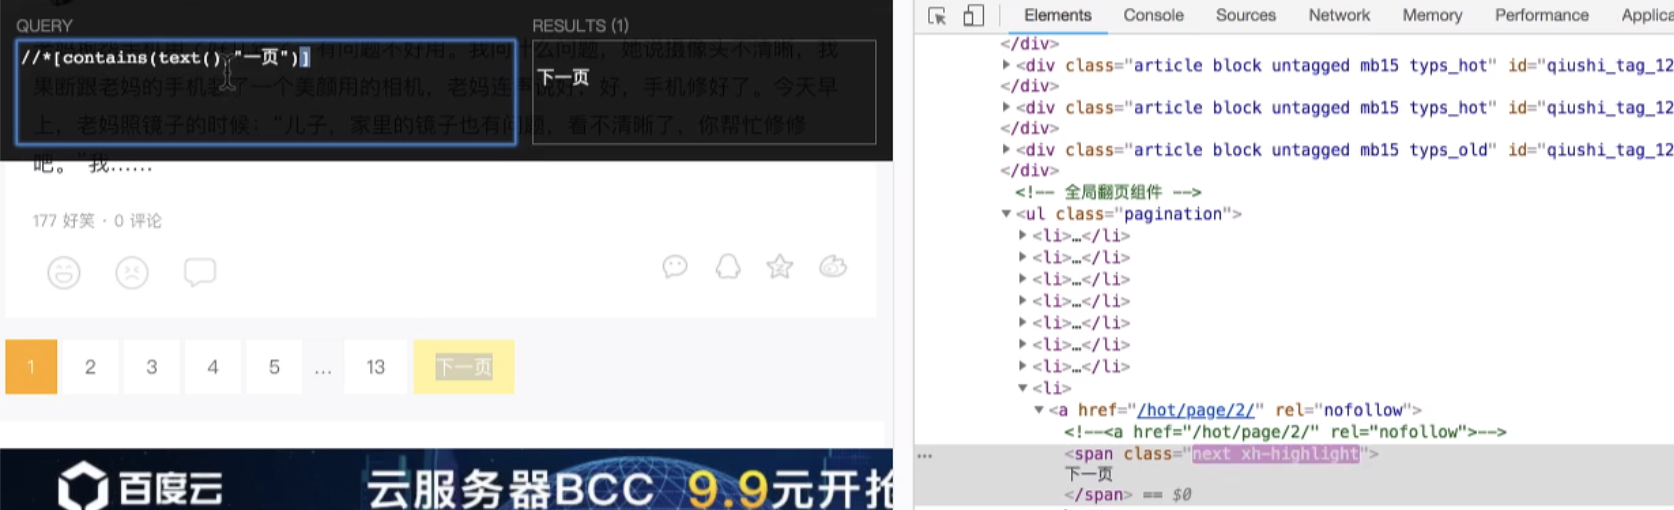 QUERY
RESULTS (1)
//*[contains(text(),"一页")]
下一页
有问题不好用。我问什么问题，她说摄像头不清晰，我
果断跟老妈的手机装了一个美颜用的相机，老妈连声说好，好，手机修好了。今天早
上，老妈照镜子的时候：“儿子，家里的镜子也有问题，看不清晰了，你帮忙修修
吧。”我……
177 好笑 · 0 评论
1 2 3 4 5 … 13 下一页
百度云
云服务器BCC 9.9元开抢
Elements Console Sources Network Memory Performance Applica
</div>
<div class="article block untagged mb15 typs_hot" id="qiushi_tag_12
</div>
<div class="article block untagged mb15 typs_hot" id="qiushi_tag_12
</div>
<div class="article block untagged mb15 typs_old" id="qiushi_tag_12
</div>
<!-- 全局翻页组件 -->
<ul class="pagination">
<li>…</li>
<li>…</li>
<li>…</li>
<li>…</li>
<li>…</li>
<li>…</li>
<li>…</li>
<li>
<a href="/hot/page/2/" rel="nofollow">
<!--<a href="/hot/page/2/" rel="nofollow">-->
<span class="next xh-highlight">
下一页
</span> == $0